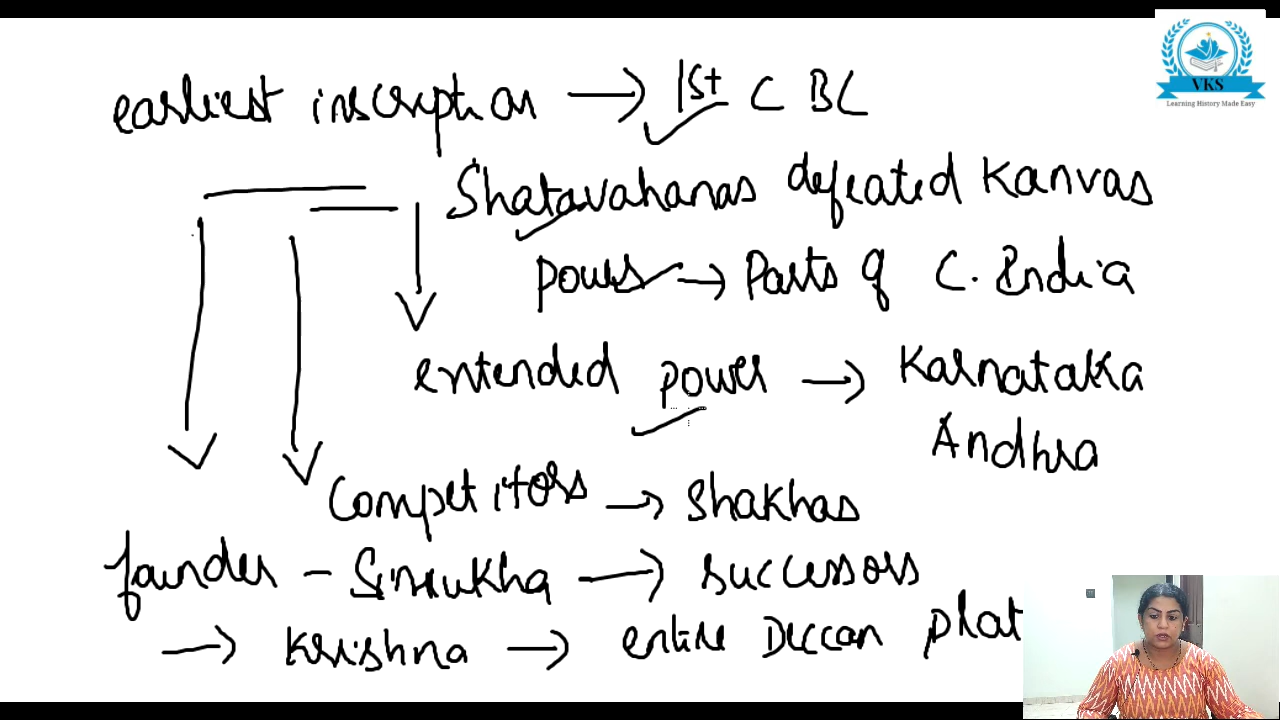 VKS
Learning History Made Easy
earliest inscription → 1st C BC
Shatavahanas defeated Kanvas
power → Parts of C. India
extended power → Karnataka
Andhra
Competitors → Shakhas
founder - Simukha → successors
→ Krishna → entire Deccan plat